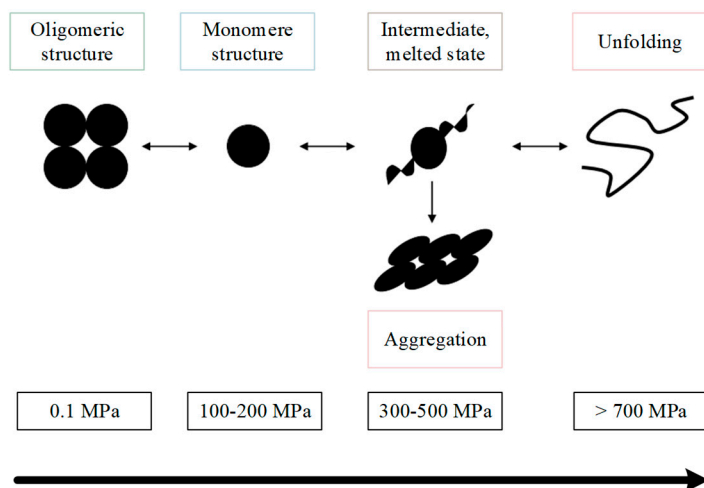 Oligomeric
structure
Monomere
structure
Intermediate,
melted state
Unfolding
Aggregation
0.1 MPa
100-200 MPa
300-500 MPa
> 700 MPa